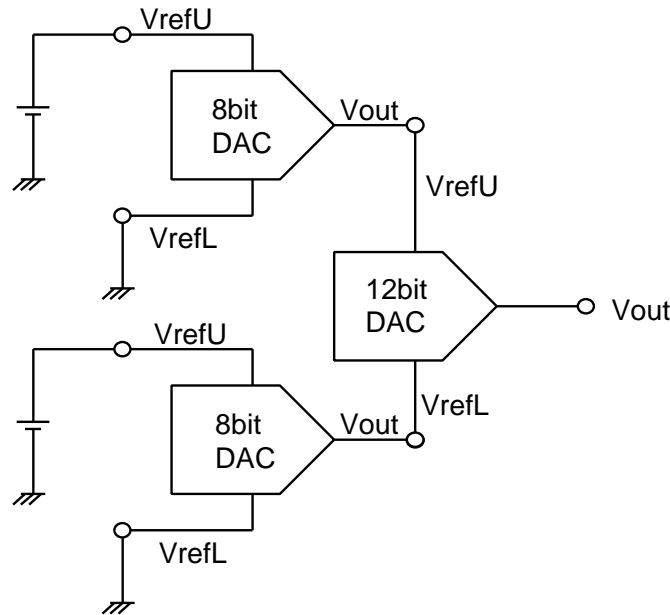 VrefU
8bit
DAC
Vout
VrefL
VrefU
12bit
DAC
Vout
VrefU
VrefL
8bit
DAC
Vout
VrefL